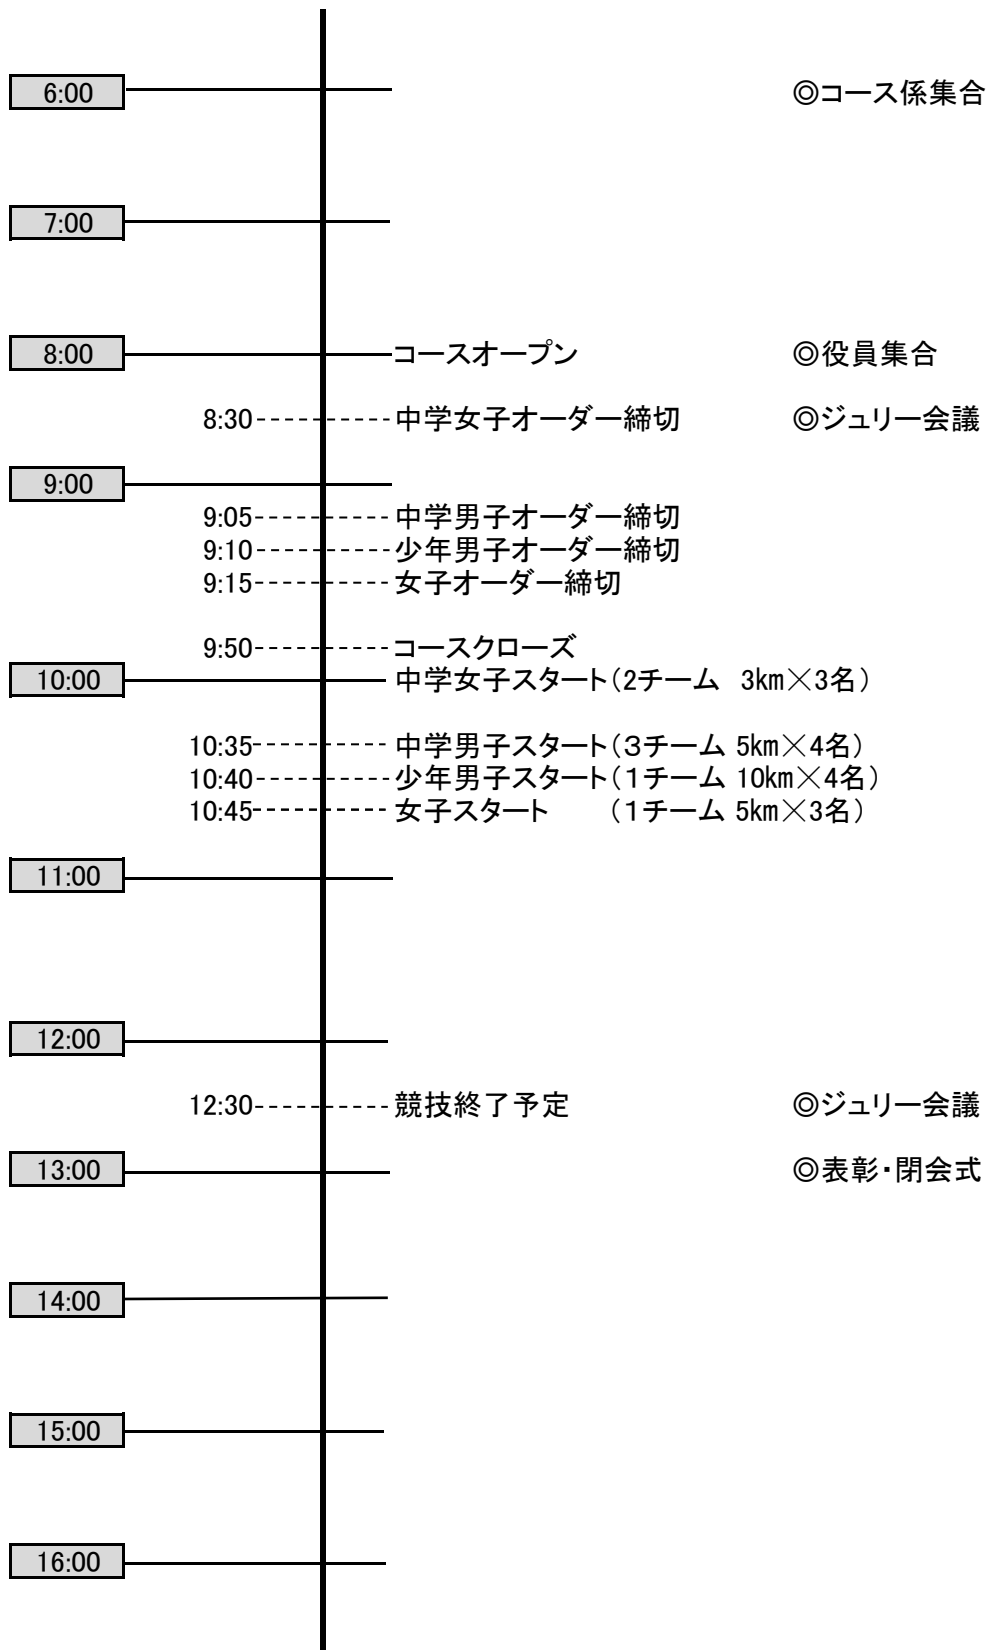 6:00 ◎コース係集合
7:00
8:00 コースオープン ◎役員集合
8:30 中学女子オーダー締切 ◎ジュリー会議
9:00
9:05 中学男子オーダー締切
9:10 少年男子オーダー締切
9:15 女子オーダー締切
9:50 コースクローズ
10:00 中学女子スタート(2チーム 3km×3名)
10:35 中学男子スタート(3チーム 5km×4名)
10:40 少年男子スタート(1チーム 10km×4名)
10:45 女子スタート (1チーム 5km×3名)
11:00
12:00
12:30 競技終了予定 ◎ジュリー会議
13:00 ◎表彰・閉会式
14:00
15:00
16:00